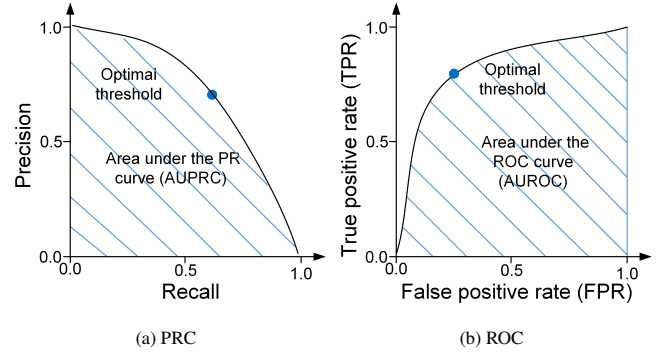 1.0
0.5
0.0
0.0
0.5
1.0
Precision
Recall
Optimal
threshold
Area under the PR
curve (AUPRC)
(a) PRC
1.0
0.5
0.0
0.0
0.5
1.0
True positive rate (TPR)
False positive rate (FPR)
Optimal
threshold
Area under the
ROC curve
(AUROC)
(b) ROC